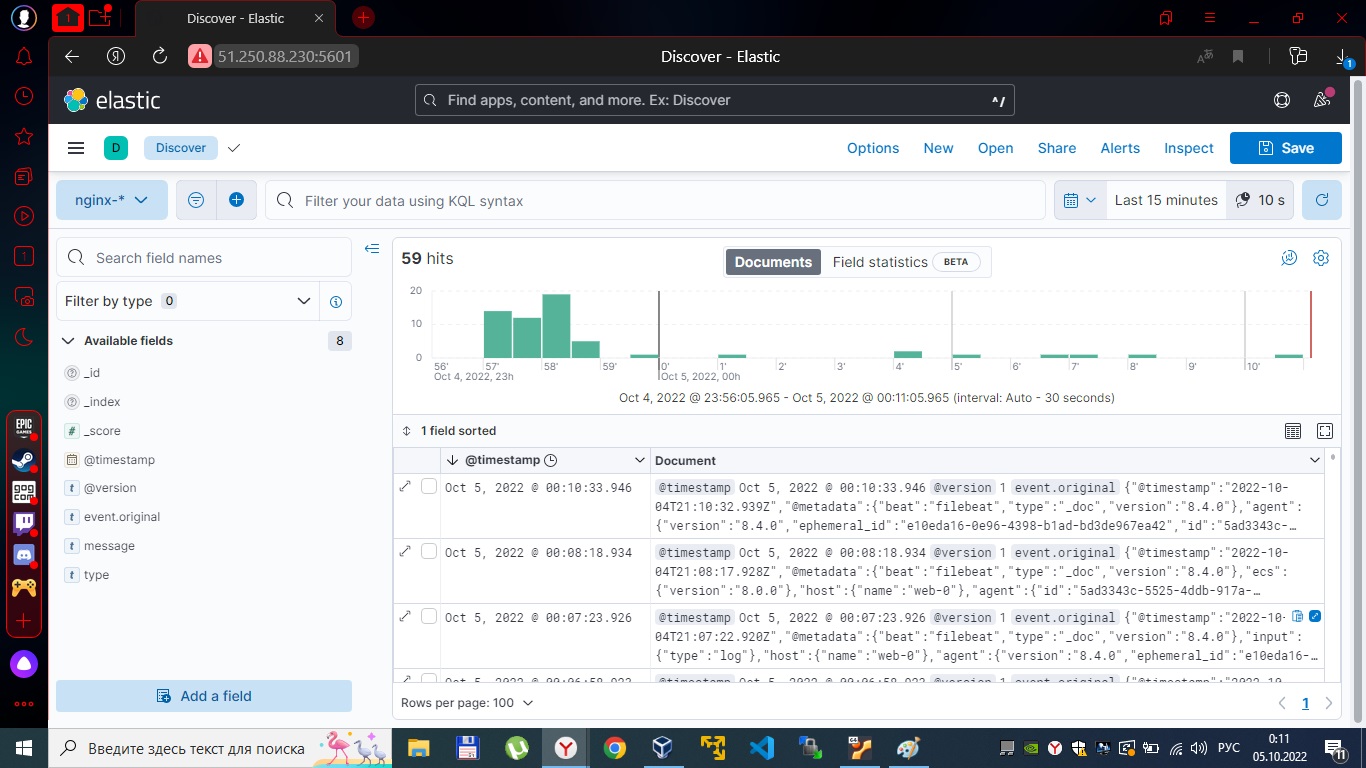 1
Discover - Elastic
51.250.88.230:5601
Discover - Elastic
1
elastic
Find apps, content, and more. Ex: Discover
^/
D
Discover
Options
New
Open
Share
Alerts
Inspect
Save
nginx-*
Filter your data using KQL syntax
Last 15 minutes
10 s
Search field names
Filter by type 0
Available fields
8
_id
_index
_score
@timestamp
@version
event.original
message
type
Add a field
59 hits
Documents
Field statistics
BETA
20
10
0
56' 57' 58' 59' 0' 1' 2' 3' 4' 5' 6' 7' 8' 9' 10'
Oct 4, 2022, 23h
Oct 5, 2022, 00h
Oct 4, 2022 @ 23:56:05.965 - Oct 5, 2022 @ 00:11:05.965 (interval: Auto - 30 seconds)
1 field sorted
@timestamp
Document
Oct 5, 2022 @ 00:10:33.946
@timestamp Oct 5, 2022 @ 00:10:33.946 @version 1 event.original {"@timestamp":"2022-10-
04T21:10:32.939Z","@metadata":{"beat":"filebeat","type":"_doc","version":"8.4.0"},"agent":
{"version":"8.4.0","ephemeral_id":"e10eda16-0e96-4398-b1ad-bd3de967ea42","id":"5ad3343c-…
Oct 5, 2022 @ 00:08:18.934
@timestamp Oct 5, 2022 @ 00:08:18.934 @version 1 event.original {"@timestamp":"2022-10-
04T21:08:17.928Z","@metadata":{"beat":"filebeat","type":"_doc","version":"8.4.0"},"ecs":
{"version":"8.0.0"},"host":{"name":"web-0"},"agent":{"id":"5ad3343c-5525-4ddb-917a-…
Oct 5, 2022 @ 00:07:23.926
@timestamp Oct 5, 2022 @ 00:07:23.926 @version 1 event.original {"@timestamp":"2022-10-
04T21:07:22.920Z","@metadata":{"beat":"filebeat","type":"_doc","version":"8.4.0"},"input":
{"type":"log"},"host":{"name":"web-0"},"agent":{"version":"8.4.0","ephemeral_id":"e10eda16-…
Rows per page: 100
1
1
EPIC
GAMES
GOG
COM
Введите здесь текст для поиска
РУС
0:11
05.10.2022
11